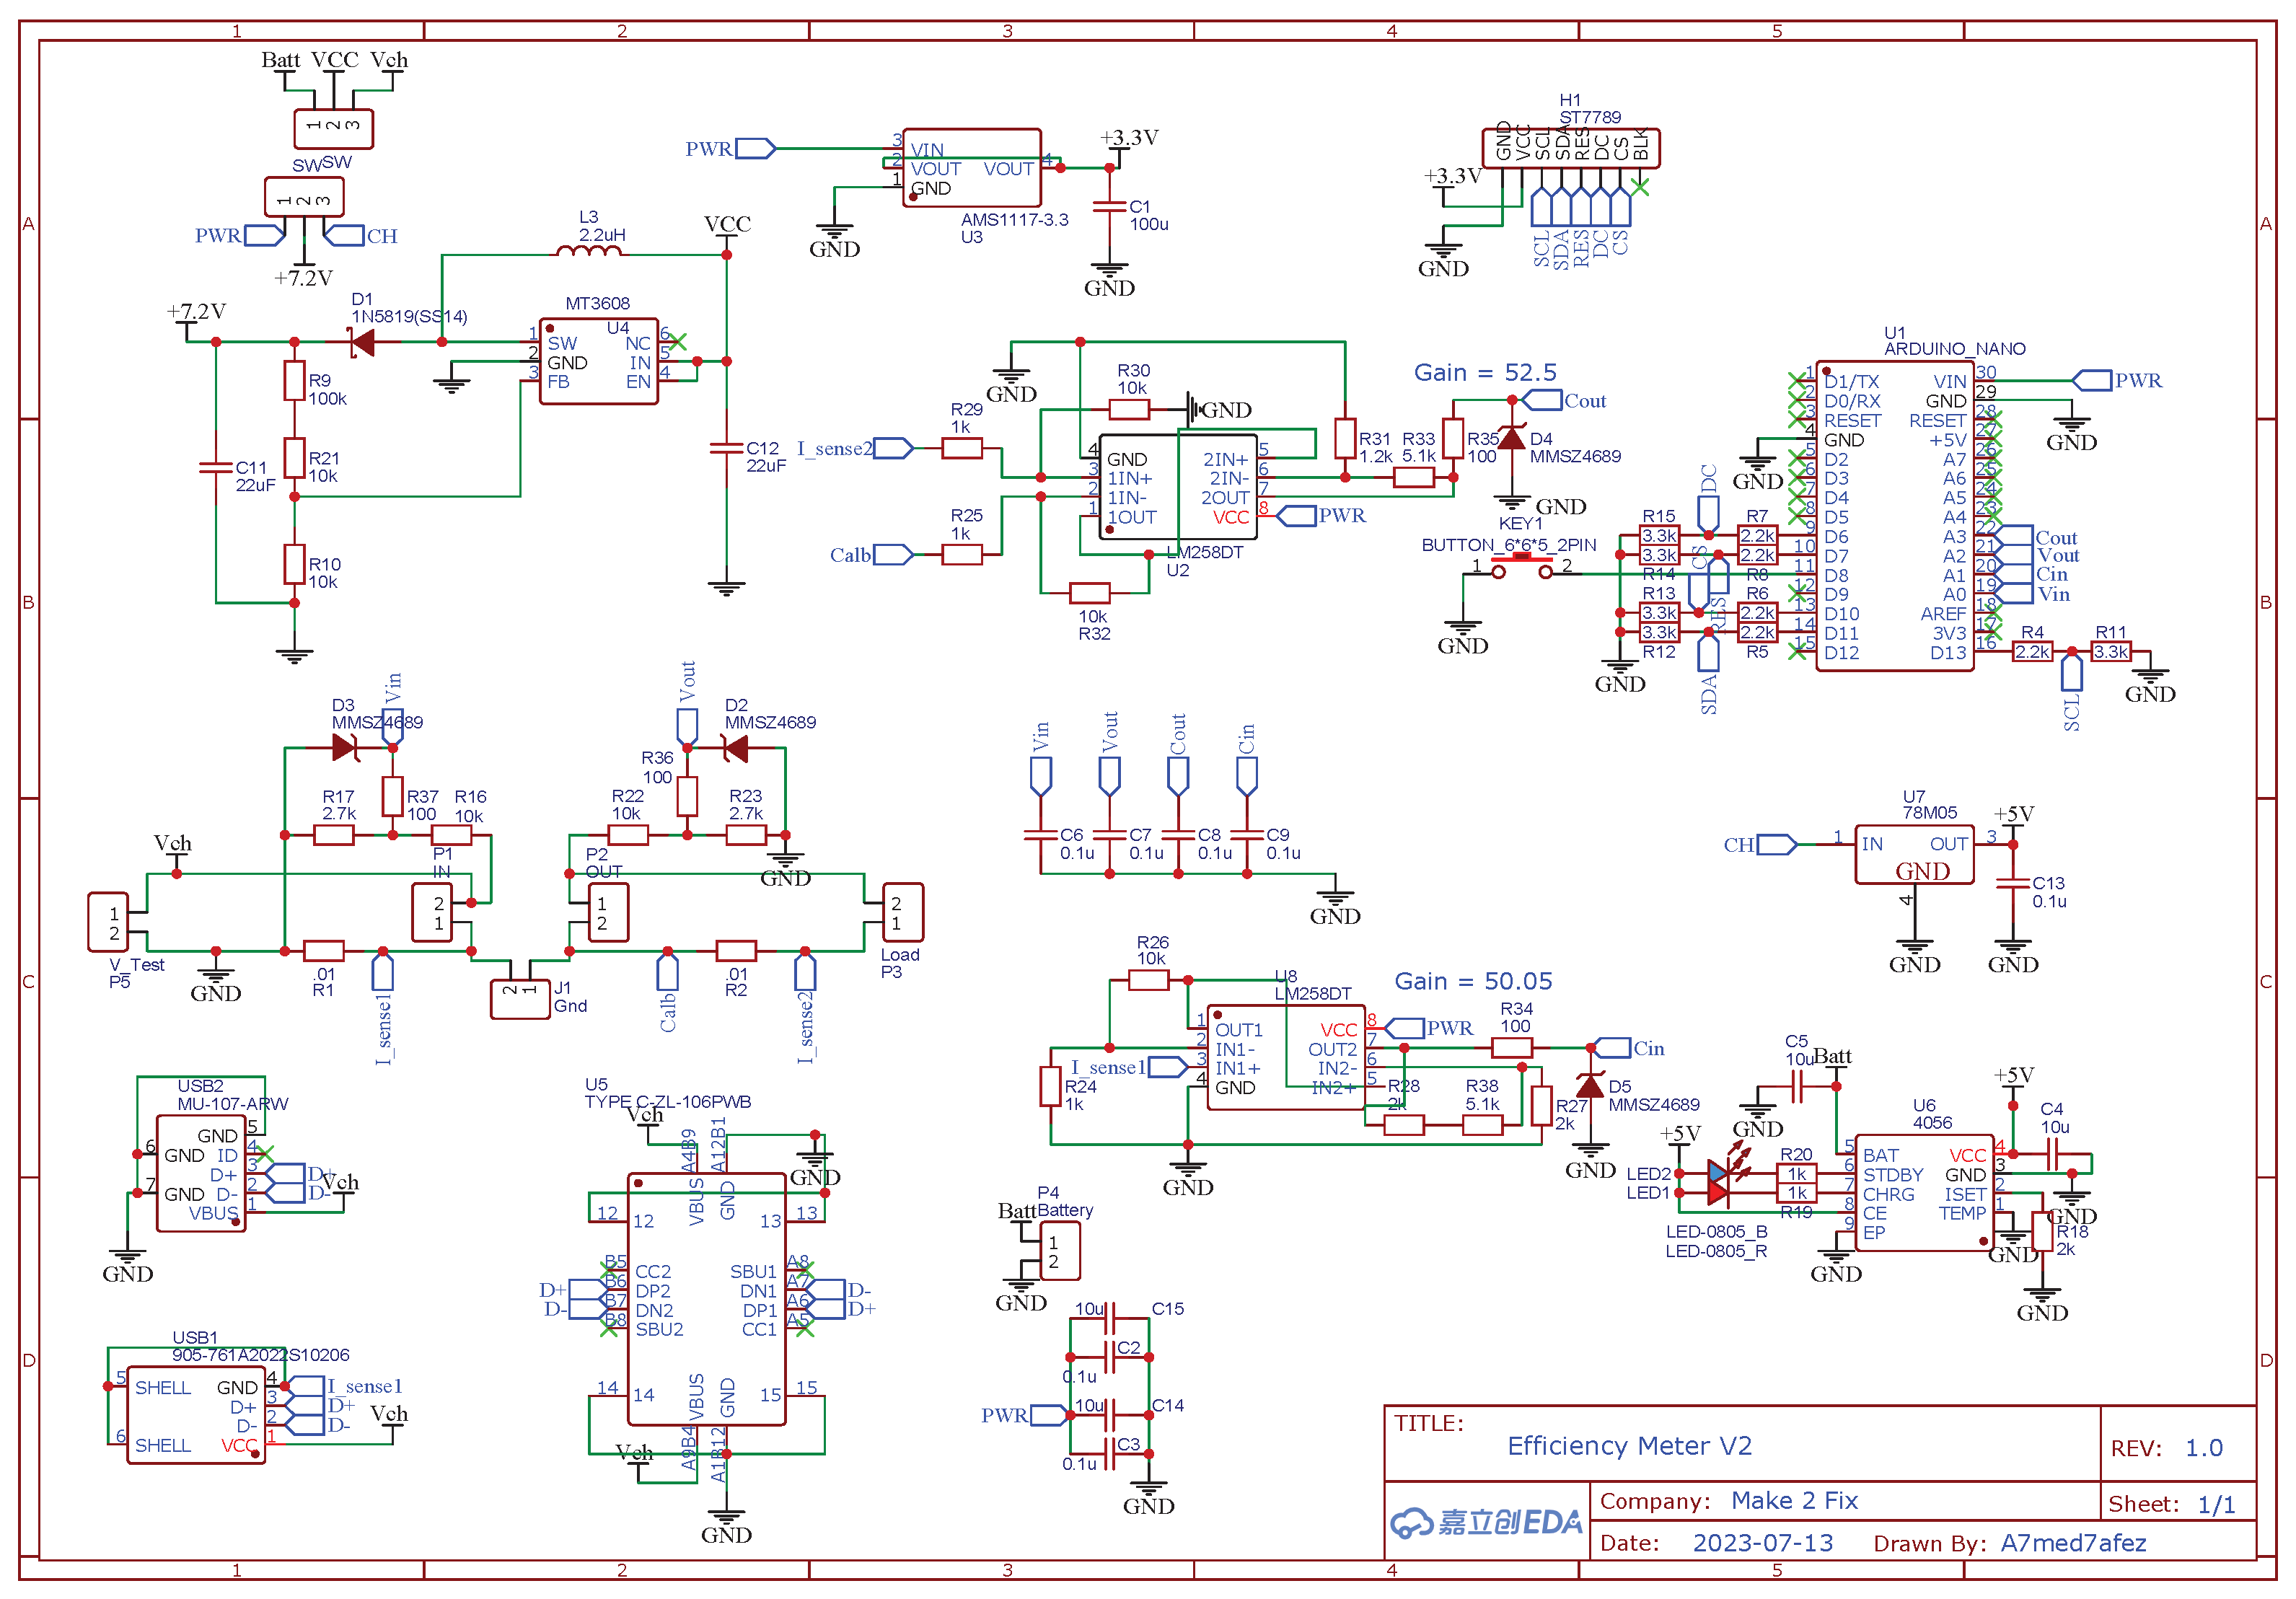 1 2 3 4 5
A
B
C
D
Batt VCC Vch
1 2 3
SW SW
1 2 3
PWR CH
+7.2V
+7.2V
D1
1N5819(SS14)
L3
2.2uH
VCC
MT3608
U4
1 SW
2 GND
3 FB
NC 6
IN 5
EN 4
R9
100k
R21
10k
R10
10k
C11
22uF
C12
22uF
PWR
3 VIN
2 VOUT
1 GND
VOUT 4
AMS1117-3.3
U3
+3.3V
C1
100u
GND
GND
H1
ST7789
GND VCC SCL SDA RES DC CS BLK
+3.3V
GND
SCL SDA RES DC CS
GND
R30
10k
GND
R29
1k
I_sense2
R25
1k
Calb
4 GND
3 1IN+
2 1IN-
1 1OUT
2IN+ 5
2IN- 6
2OUT 7
VCC 8
PWR
LM258DT
U2
10k
R32
R31
1.2k
R33
5.1k
R35
100
Gain = 52.5
Cout
D4
MMSZ4689
GND
KEY1
BUTTON_6*6*5_2PIN
1 2
GND
U1
ARDUINO_NANO
1 D1/TX
2 D0/RX
3 RESET
4 GND
5 D2
6 D3
7 D4
8 D5
9 D6
10 D7
11 D8
12 D9
13 D10
14 D11
15 D12
VIN 30
GND 29
RESET 28
+5V 27
A7 26
A6 25
A5 24
A4 23
A3 22
A2 21
A1 20
A0 19
AREF 18
3V3 17
D13 16
PWR
GND
GND
Cout
Vout
Cin
Vin
R15 R7
3.3k 2.2k
3.3k 2.2k
R14 R8
R13 R6
3.3k 2.2k
3.3k 2.2k
R12 R5
DC
CS
RES
SDA
GND
R4 R11
2.2k 3.3k
SCL
GND
D3
MMSZ4689
Vin
R17
2.7k
R37
100
R16
10k
Vch
P1
IN
2
1
1
2
V_Test
P5
GND
.01
R1
I_sense1
2 1
J1
Gnd
Vout
D2
MMSZ4689
R36
100
R22
10k
R23
2.7k
P2
OUT
1
2
GND
2
1
Load
P3
Calb
.01
R2
I_sense2
Vin Vout Cout Cin
C6
0.1u
C7
0.1u
C8
0.1u
C9
0.1u
GND
U7
78M05
CH
1 IN
OUT 3
GND
4
+5V
C13
0.1u
GND
GND
R26
10k
U8
LM258DT
Gain = 50.05
1 OUT1
2 IN1-
3 IN1+
4 GND
VCC 8
OUT2 7
IN2- 6
IN2+ 5
PWR
I_sense1
R24
1k
R34
100
Cin
R28
2k
R38
5.1k
R27
2k
D5
MMSZ4689
GND
GND
USB2
MU-107-ARW
GND 5
ID 4
D+ 3
D- 2
VBUS 1
6 GND
7 GND
D+
D-
Vch
GND
USB1
905-761A2022S10206
5 SHELL
6 SHELL
GND 4
D+ 3
D- 2
VCC 1
I_sense1
D+
D-
Vch
U5
TYPE C-ZL-106PWB
Vch
A4B9
A12B1
VBUS
GND
GND
12 12
13 13
B5 CC2
B6 DP2
B7 DN2
B8 SBU2
SBU1 A8
DN1 A7
DP1 A6
CC1 A5
D+
D-
D-
D+
14 14
15 15
VBUS
GND
A9B4
A1B12
Vch
GND
P4
Battery
Batt
1
2
GND
10u C15
C2
0.1u
PWR
10u C14
C3
0.1u
GND
C5
10u
Batt
GND
+5V
LED2
LED1
LED-0805_B
LED-0805_R
R20
1k
1k
R19
U6
4056
5 BAT
6 STDBY
7 CHRG
8 CE
9 EP
VCC 4
GND 3
ISET 2
TEMP 1
+5V
C4
10u
GND
GND
R18
2k
GND
GND
TITLE:
Efficiency Meter V2
REV: 1.0
嘉立创EDA
Company: Make 2 Fix
Sheet: 1/1
Date: 2023-07-13 Drawn By: A7med7afez
A
B
C
D
1 2 3 4 5